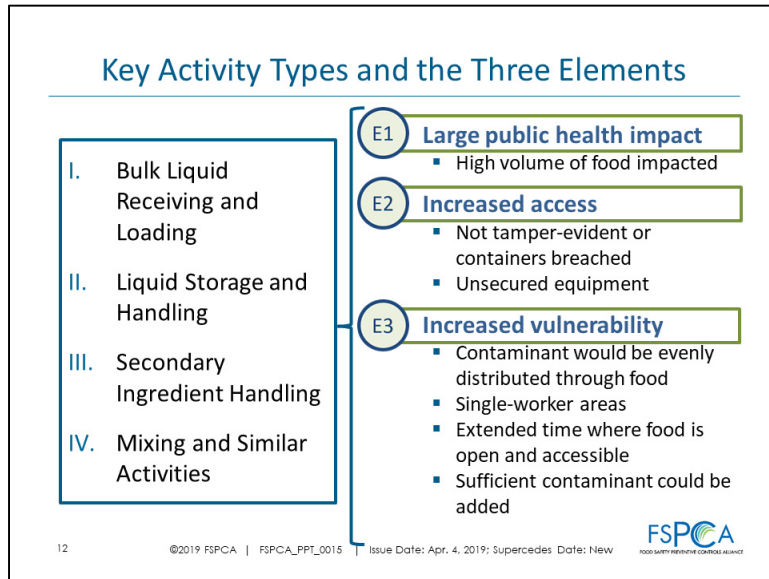 Key Activity Types and the Three Elements
I. Bulk Liquid
Receiving and
Loading
II. Liquid Storage and
Handling
III. Secondary
Ingredient Handling
IV. Mixing and Similar
Activities
E1 Large public health impact
▪ High volume of food impacted
E2 Increased access
▪ Not tamper-evident or
containers breached
▪ Unsecured equipment
E3 Increased vulnerability
▪ Contaminant would be evenly
distributed through food
▪ Single-worker areas
▪ Extended time where food is
open and accessible
▪ Sufficient contaminant could be
added
12 ©2019 FSPCA | FSPCA_PPT_0015 | Issue Date: Apr. 4, 2019; Supercedes Date: New
FSPCA
FOOD SAFETY PREVENTIVE CONTROLS ALLIANCE